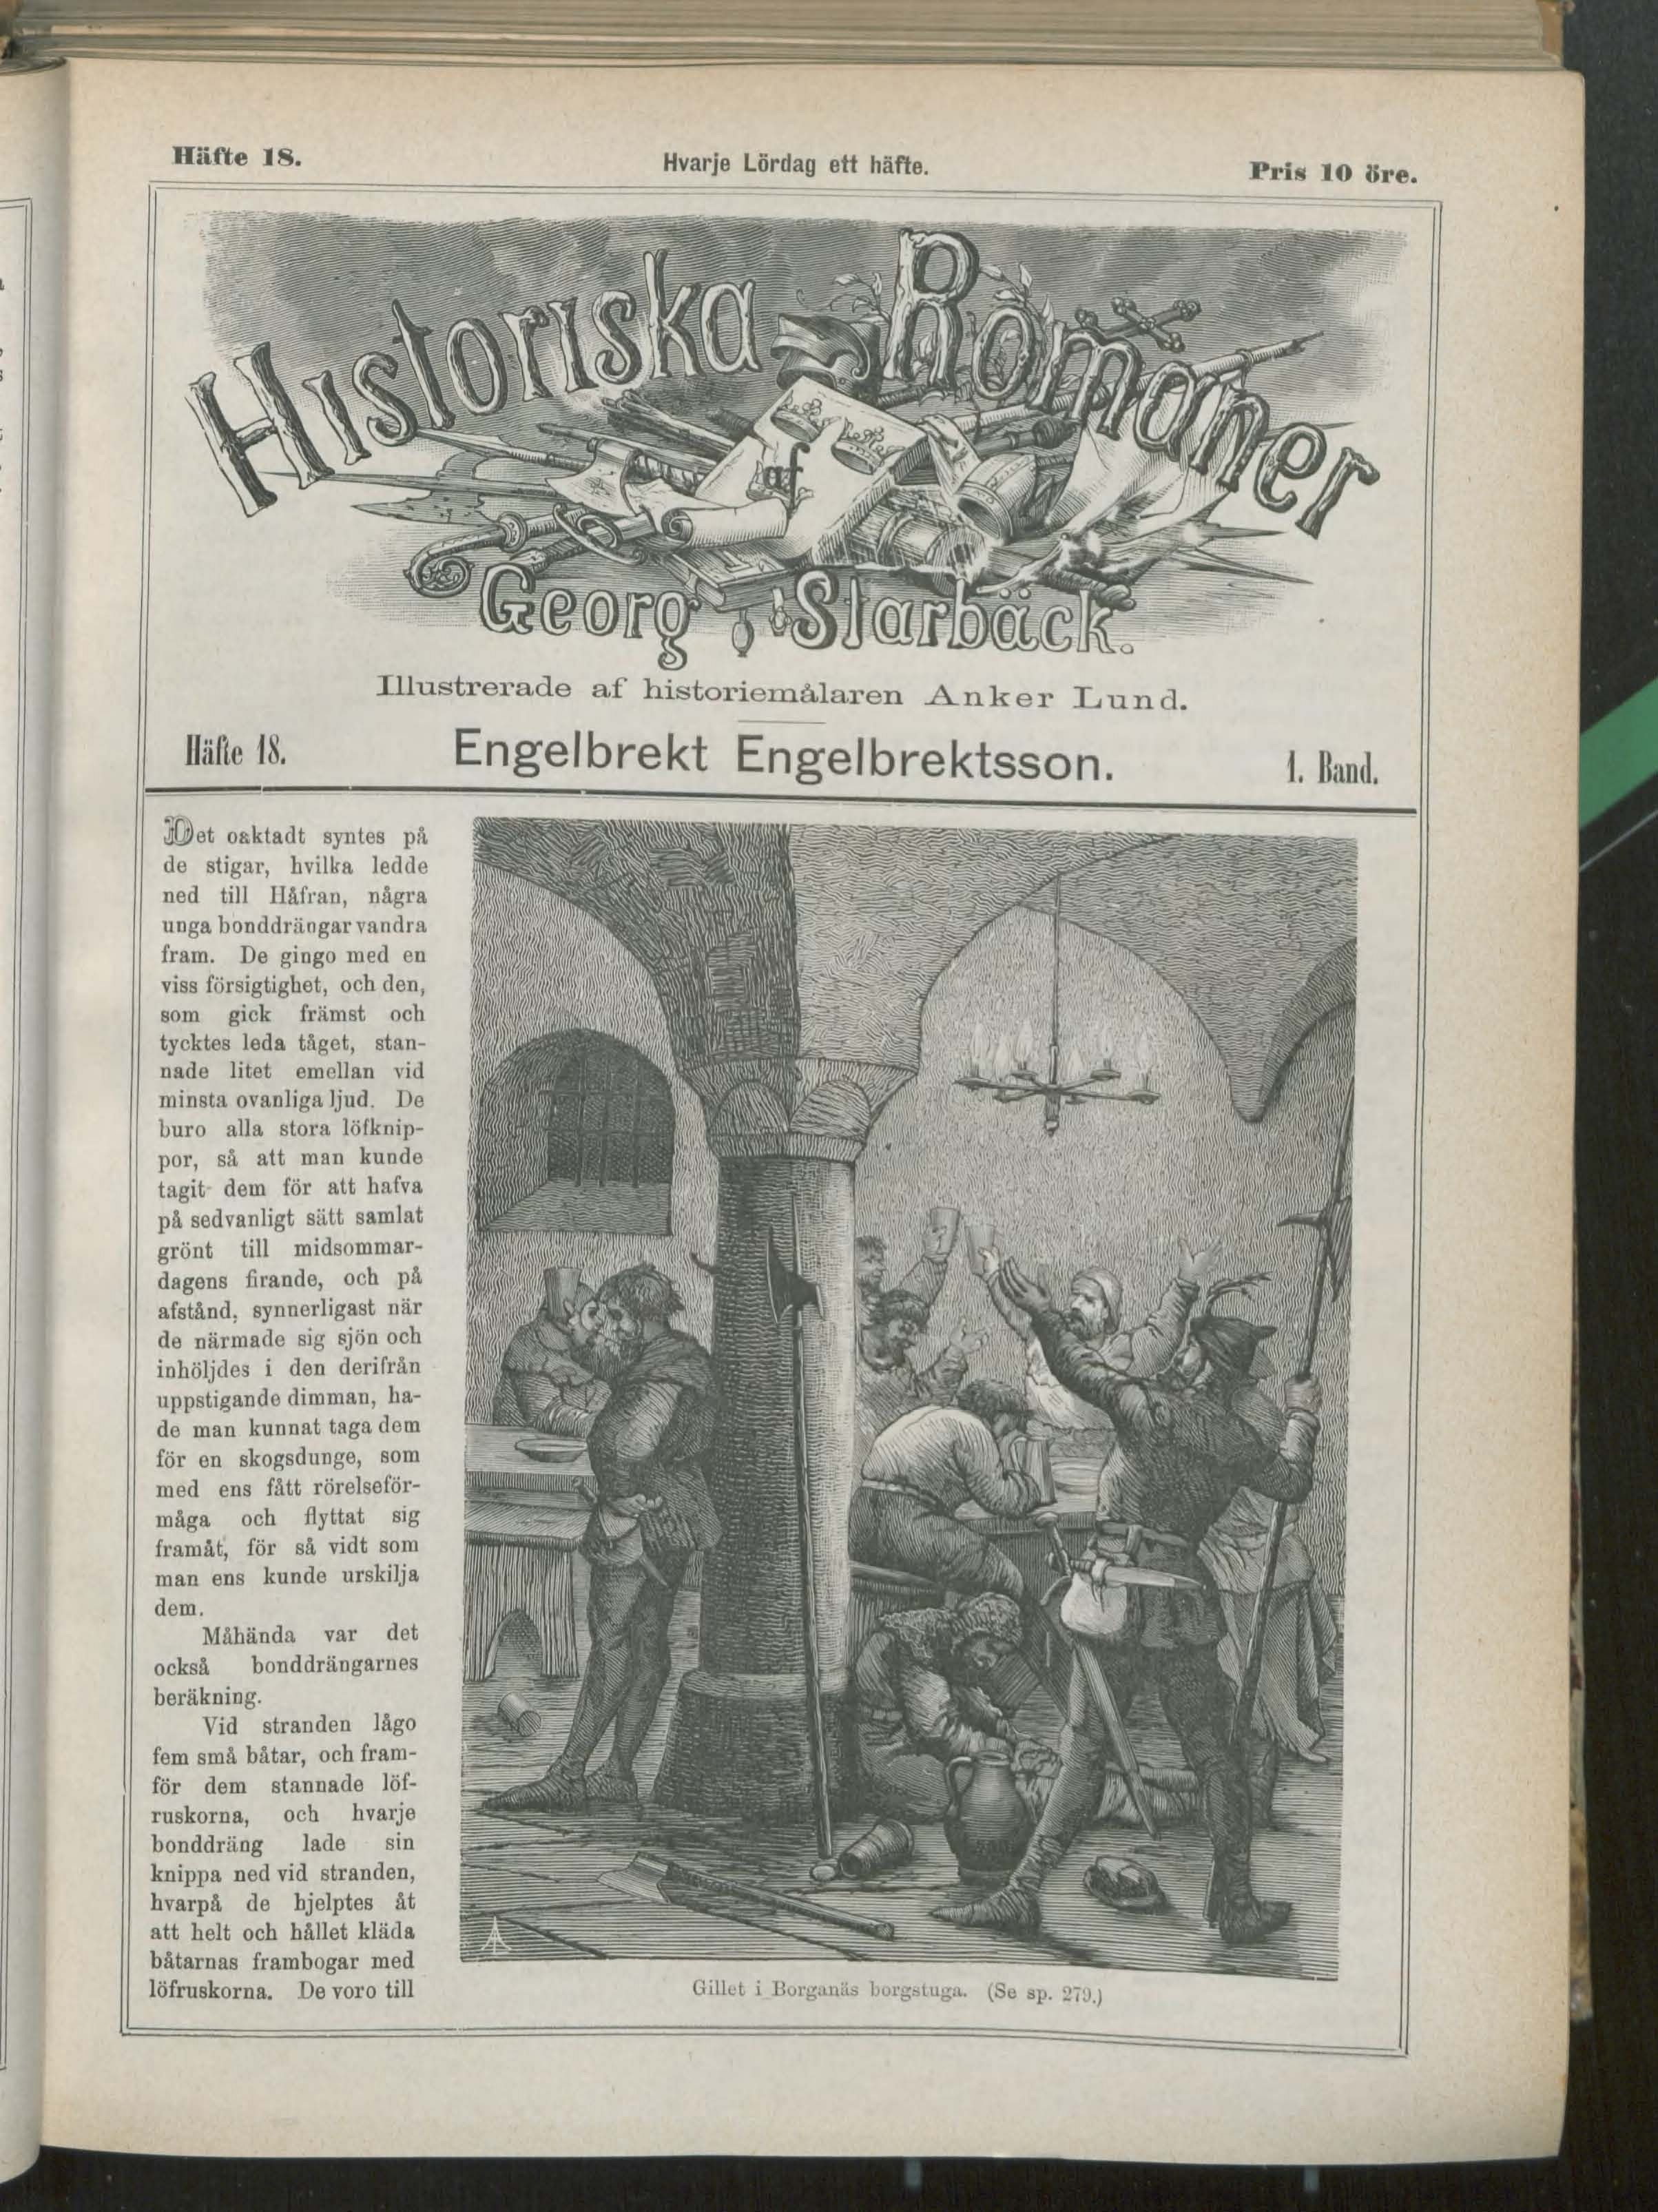 Häfte 18.
Hvarje Lördag ett häfte.
Pris 10 öre.
Historiska Romaner
af
Georg Starbäck.
Illustrerade af historiemålaren Anker Lund.
Häfte 18.
Engelbrekt Engelbrektsson.
1. Band.
Det oaktadt syntes på
de stigar, hvilka ledde
ned till Håfran, några
unga bonddrängar vandra
fram. De gingo med en
viss försigtighet, och den,
som gick främst och
tycktes leda tåget, stan-
nade litet emellan vid
minsta ovanliga ljud. De
buro alla stora löfknip-
por, så att man kunde
tagit dem för att hafva
på sedvanligt sätt samlat
grönt till midsommar-
dagens firande, och på
afstånd, synnerligast när
de närmade sig sjön och
inhöljdes i den derifrån
uppstigande dimman, ha-
de man kunnat taga dem
för en skogsdunge, som
med ens fått rörelseför-
måga och flyttat sig
framåt, för så vidt som
man ens kunde urskilja
dem.
Måhända var det
också bonddrängarnes
beräkning.
Vid stranden lågo
fem små båtar, och fram-
för dem stannade löf-
ruskorna, och hvarje
bonddräng lade sin
knippa ned vid stranden,
hvarpå de hjelptes åt
att helt och hållet kläda
båtarnas frambogar med
löfruskorna. De voro till
Gillet i Borganäs borgstuga. (Se sp. 279.)